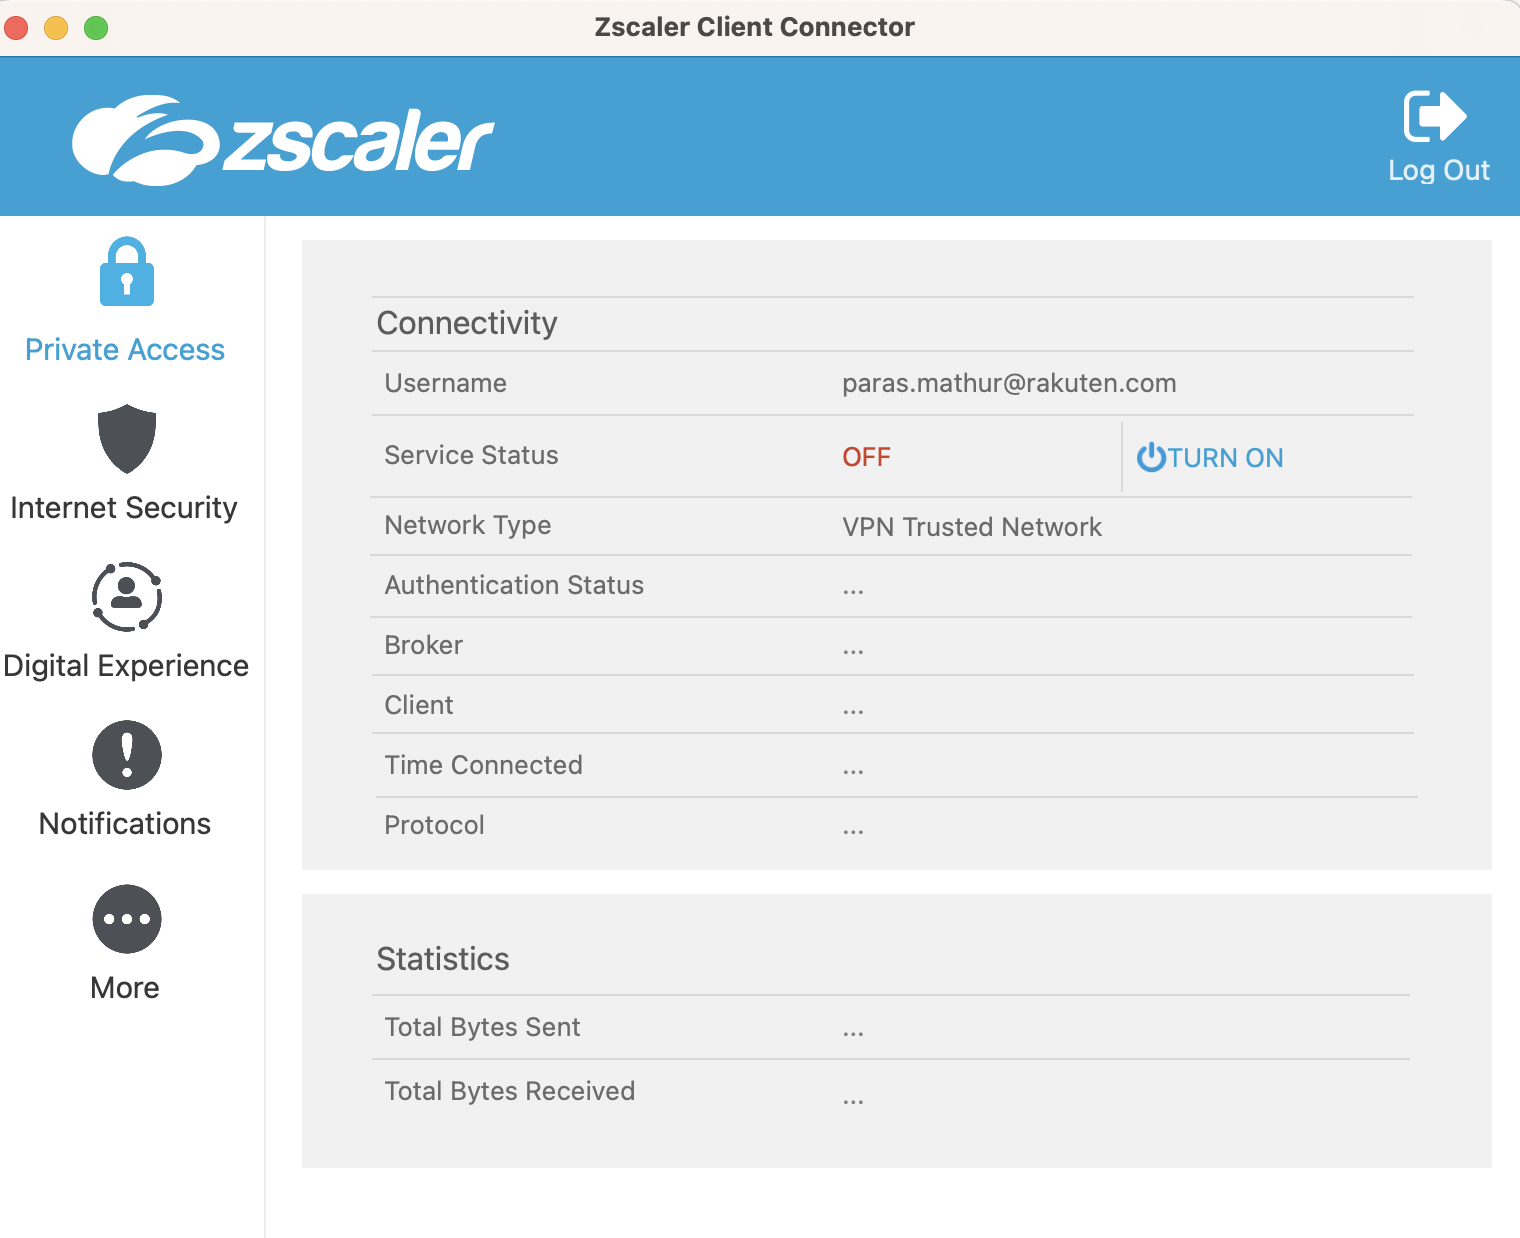 Zscaler Client Connector
zscaler
Log Out
Private Access
Internet Security
Digital Experience
Notifications
More
Connectivity
Username paras.mathur@rakuten.com
Service Status OFF TURN ON
Network Type VPN Trusted Network
Authentication Status ...
Broker ...
Client ...
Time Connected ...
Protocol ...
Statistics
Total Bytes Sent ...
Total Bytes Received ...